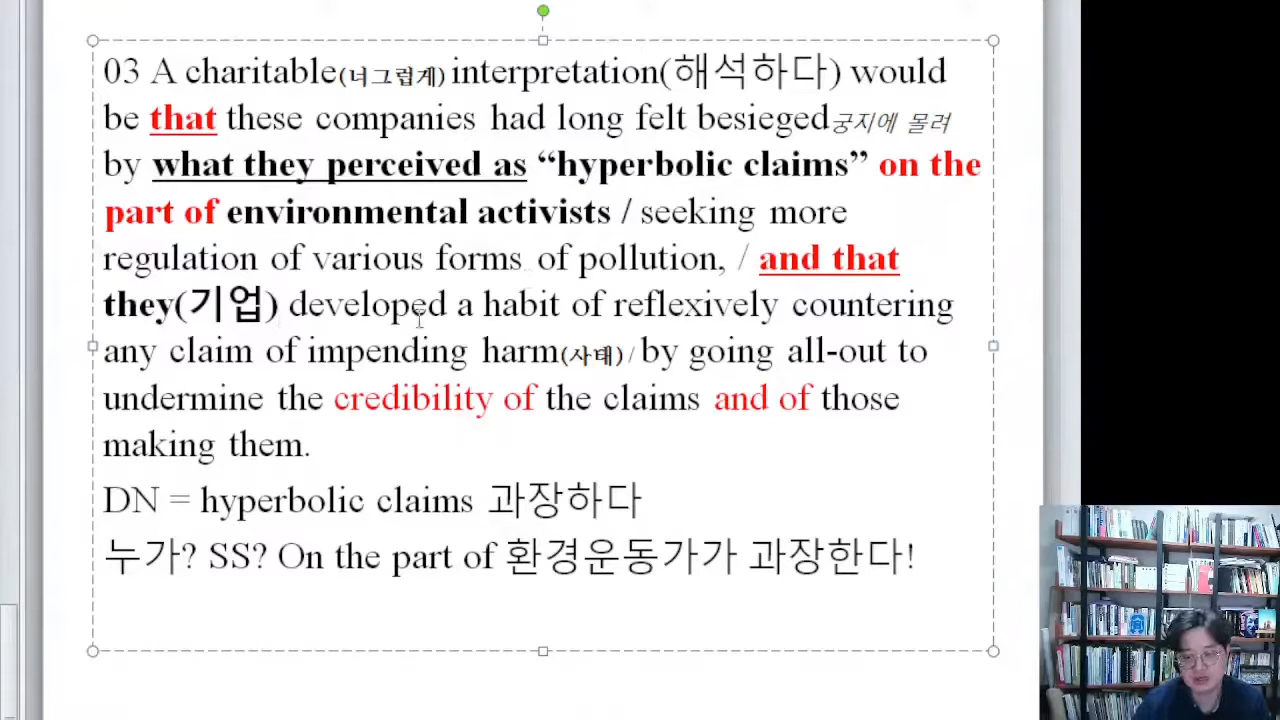 03 A charitable(너그럽게) interpretation(해석하다) would
be that these companies had long felt besieged궁지에 몰려
by what they perceived as “hyperbolic claims” on the
part of environmental activists / seeking more
regulation of various forms of pollution, / and that
they(기업) developed a habit of reflexively countering
any claim of impending harm(사태) / by going all-out to
undermine the credibility of the claims and of those
making them.
DN = hyperbolic claims 과장하다
누가? SS? On the part of 환경운동가가 과장한다!